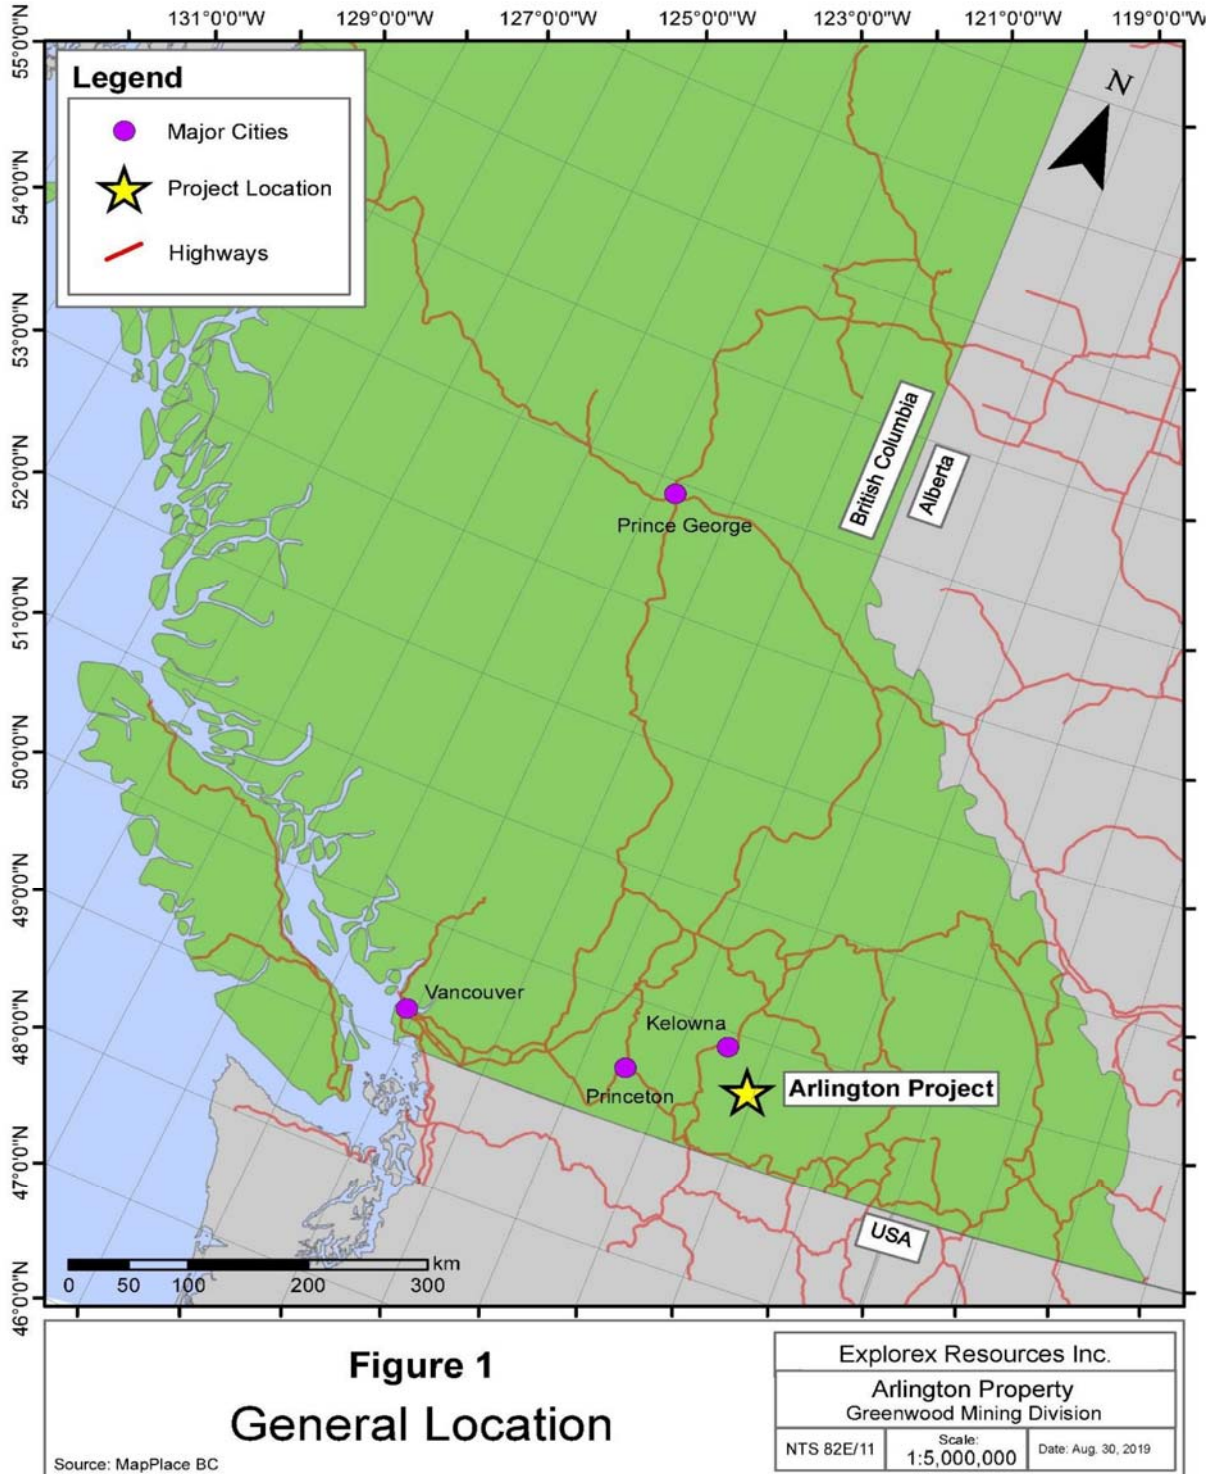 131°0'0"W 129°0'0"W 127°0'0"W 125°0'0"W 123°0'0"W 121°0'0"W 119°0'0"W
55°0'0"N
54°0'0"N
53°0'0"N
52°0'0"N
51°0'0"N
50°0'0"N
49°0'0"N
48°0'0"N
47°0'0"N
46°0'0"N
Legend
Major Cities
Project Location
Highways
N
British Columbia
Alberta
Prince George
Vancouver
Kelowna
Princeton
Arlington Project
USA
0 50 100 200 300 km
Figure 1
General Location
Source: MapPlace BC
Explorex Resources Inc.
Arlington Property
Greenwood Mining Division
NTS 82E/11
Scale:
1:5,000,000
Date: Aug. 30, 2019